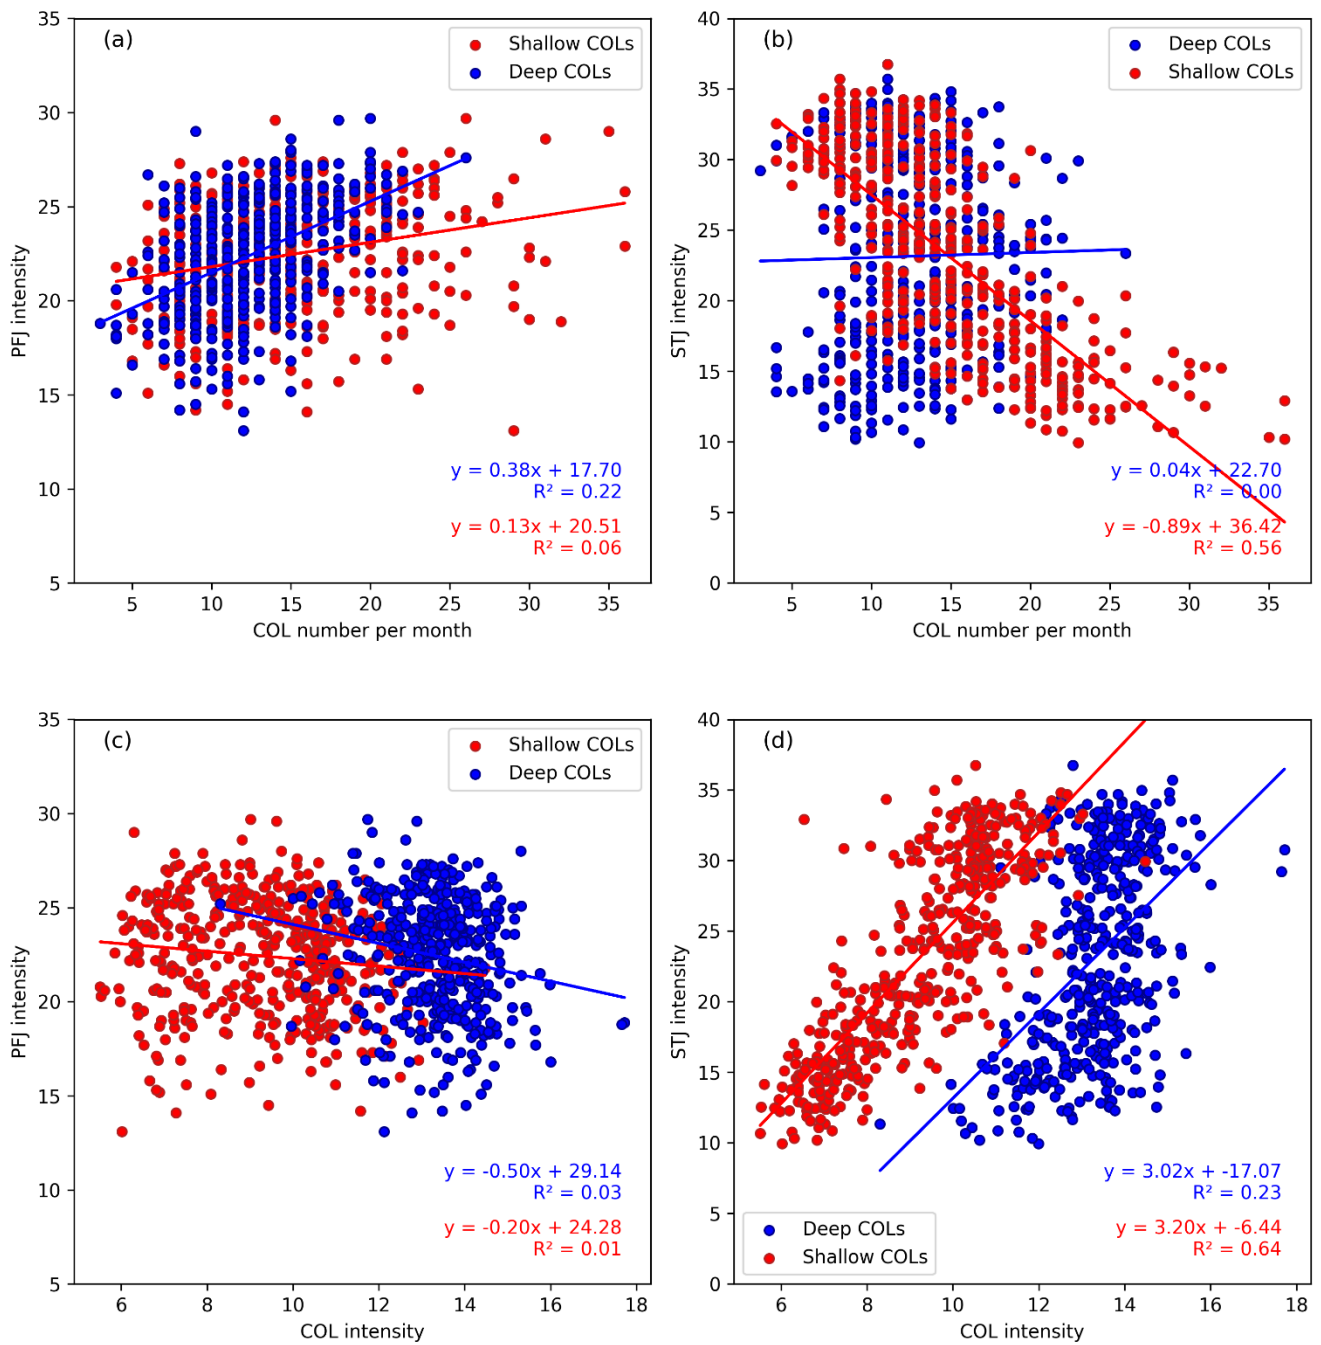 (a)
Shallow COLs
Deep COLs
35
30
25
20
15
10
5
PFJ intensity
y = 0.38x + 17.70
R² = 0.22
y = 0.13x + 20.51
R² = 0.06
5 10 15 20 25 30 35
COL number per month
(b)
Deep COLs
Shallow COLs
40
35
30
25
20
15
10
5
0
STJ intensity
y = 0.04x + 22.70
R² = 0.00
y = -0.89x + 36.42
R² = 0.56
5 10 15 20 25 30 35
COL number per month
(c)
Shallow COLs
Deep COLs
35
30
25
20
15
10
5
PFJ intensity
y = -0.50x + 29.14
R² = 0.03
y = -0.20x + 24.28
R² = 0.01
6 8 10 12 14 16 18
COL intensity
(d)
40
35
30
25
20
15
10
5
0
STJ intensity
y = 3.02x + -17.07
R² = 0.23
y = 3.20x + -6.44
R² = 0.64
Deep COLs
Shallow COLs
6 8 10 12 14 16 18
COL intensity